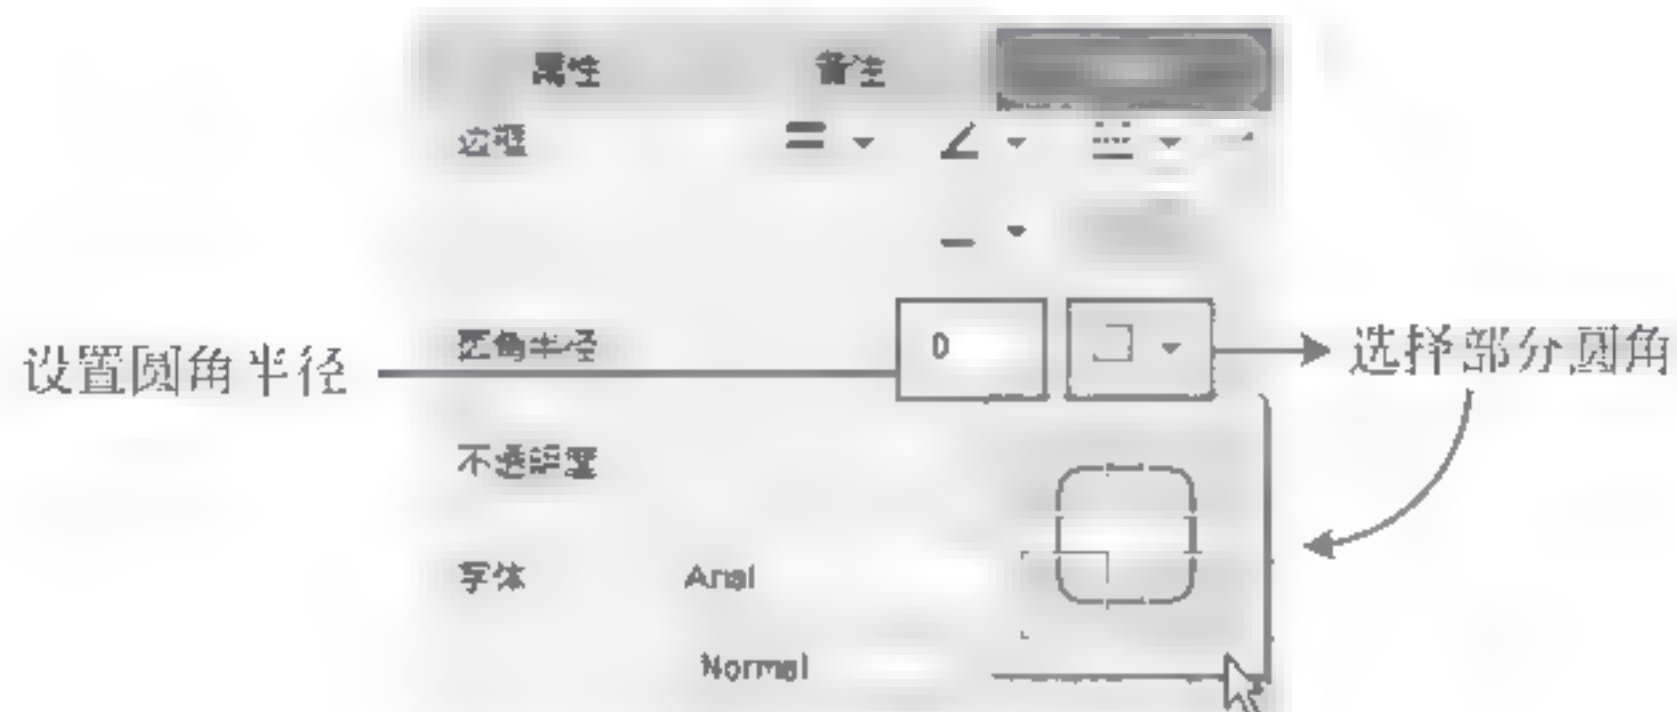 属性 备注
边框
圆角半径 0
设置圆角半径 选择部分圆角
不透明度
字体 Arial
Normal